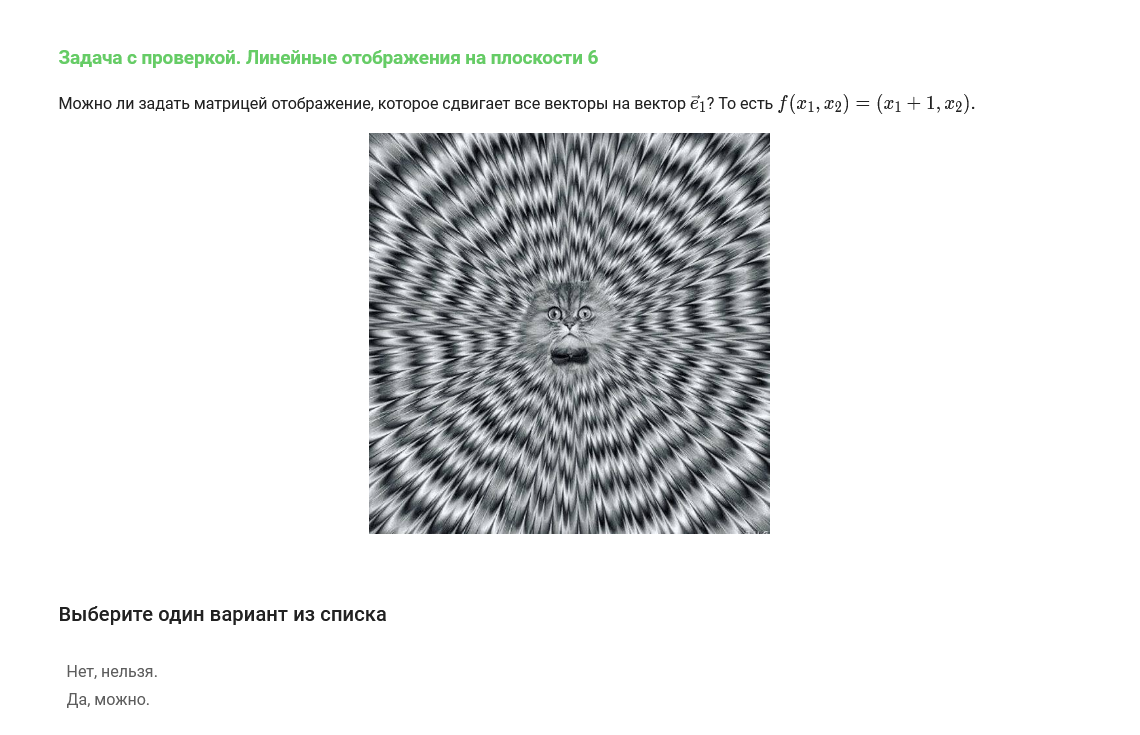 Задача с проверкой. Линейные отображения на плоскости 6
Можно ли задать матрицей отображение, которое сдвигает все векторы на вектор $\vec{e}_1$? То есть $f(x_1, x_2) = (x_1 + 1, x_2)$.
Выберите один вариант из списка
Нет, нельзя.
Да, можно.